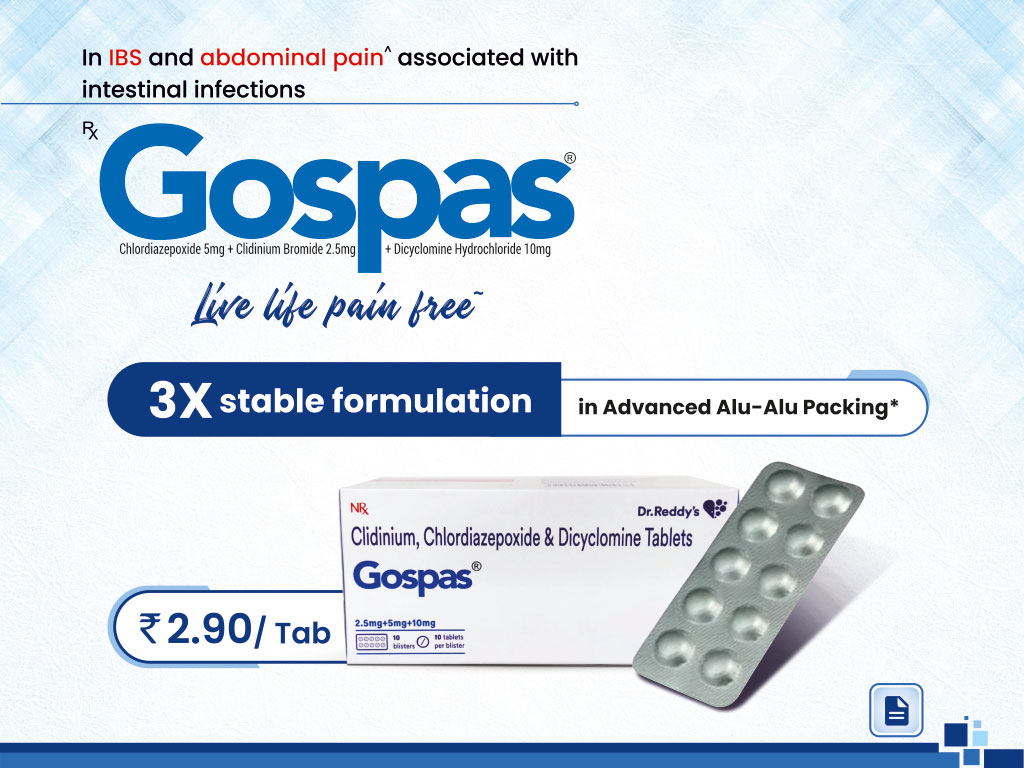 In IBS and abdominal pain^ associated with
intestinal infections
Rx
Gospas®
Chlordiazepoxide 5mg + Clidinium Bromide 2.5mg + Dicyclomine Hydrochloride 10mg
Live life pain free~
3X stable formulation
in Advanced Alu-Alu Packing*
NRx
Dr.Reddy's
Clidinium, Chlordiazepoxide & Dicyclomine Tablets
Gospas®
2.5mg+5mg+10mg
10 blisters
10 tablets per blister
₹ 2.90/ Tab